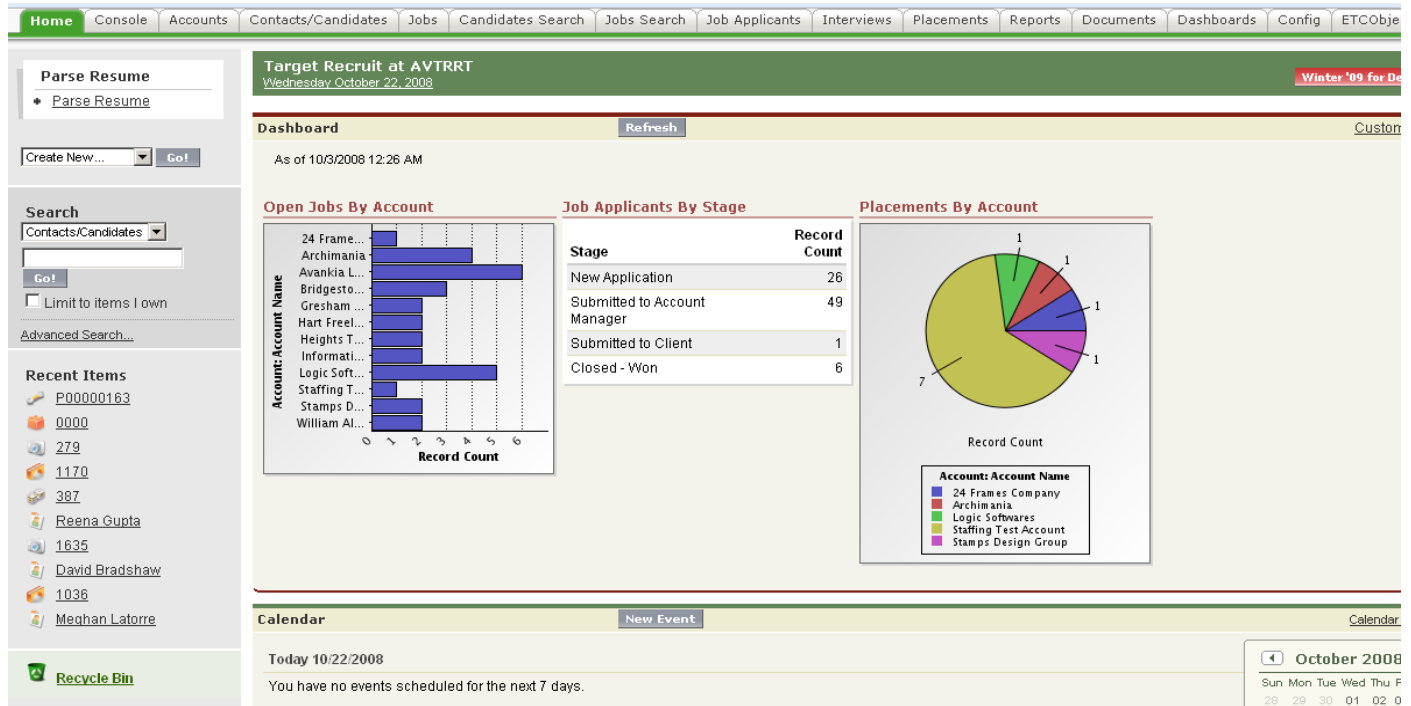 Home Console Accounts Contacts/Candidates Jobs Candidates Search Jobs Search Job Applicants Interviews Placements Reports Documents Dashboards Config ETCObje
Parse Resume
Parse Resume
Create New... Go!
Search
Contacts/Candidates
Go!
Limit to items I own
Advanced Search...
Recent Items
P00000163
0000
279
1170
387
Reena Gupta
1635
David Bradshaw
1036
Meghan Latorre
Recycle Bin
Target Recruit at AVTRRT
Wednesday October 22, 2008
Winter '09 for De
Dashboard Refresh Custom
As of 10/3/2008 12:26 AM
Open Jobs By Account
Account: Account Name
24 Frame...
Archimania
Avankia L...
Bridgesto...
Gresham ...
Hart Freel...
Heights T...
Informati...
Logic Soft...
Staffing T...
Stamps D...
William Al...
0 1 2 3 4 5 6
Record Count
Job Applicants By Stage
Stage Record Count
New Application 26
Submitted to Account Manager 49
Submitted to Client 1
Closed - Won 6
Placements By Account
1
1
1
1
7
Record Count
Account: Account Name
24 Frames Company
Archimania
Logic Softwares
Staffing Test Account
Stamps Design Group
Calendar New Event Calendar
Today 10/22/2008
You have no events scheduled for the next 7 days.
October 2008
Sun Mon Tue Wed Thu F
28 29 30 01 02 0